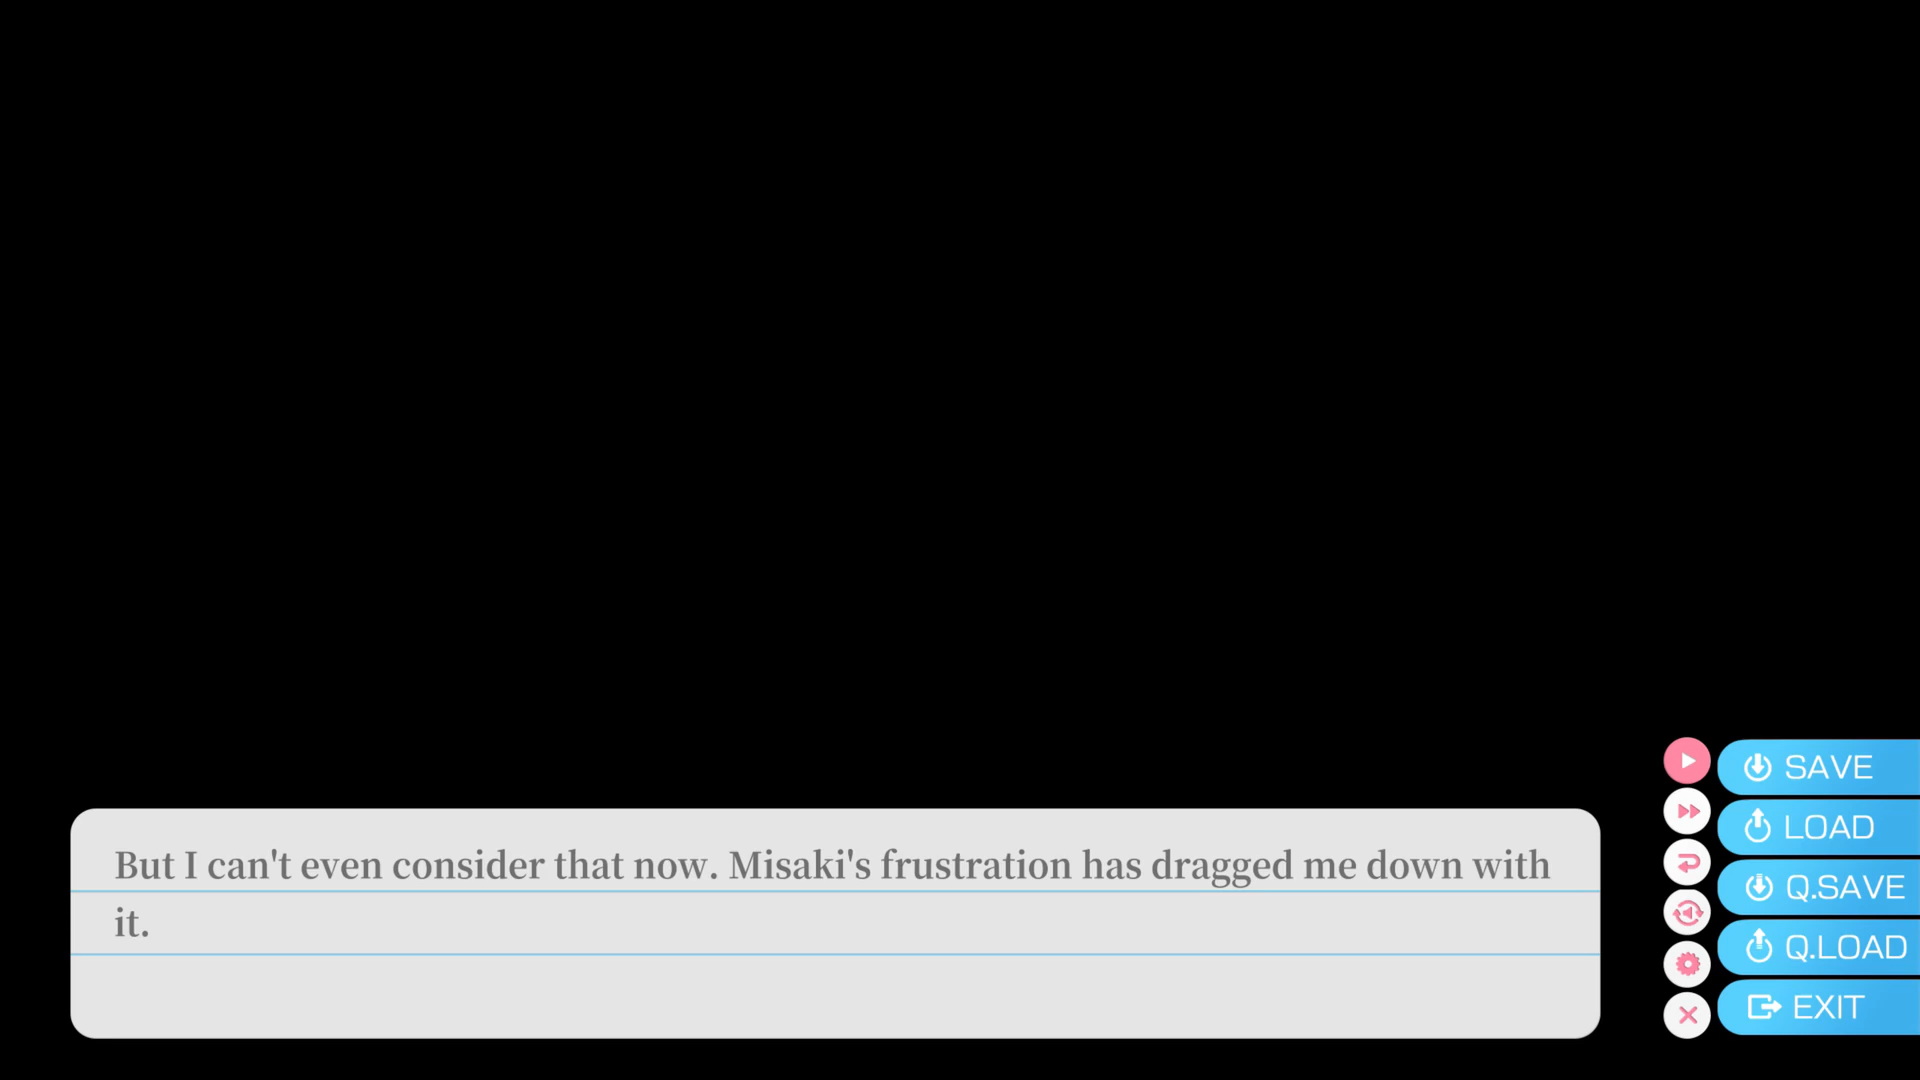 But I can't even consider that now. Misaki's frustration has dragged me down with
it.
SAVE
LOAD
Q.SAVE
Q.LOAD
EXIT